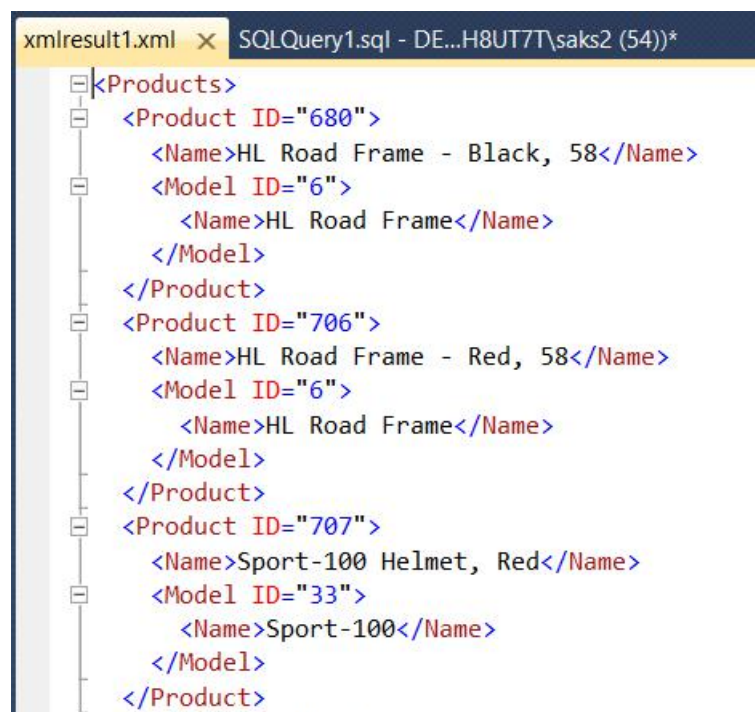 xmlresult1.xml SQLQuery1.sql - DE...H8UT7T\saks2 (54))*
<Products>
<Product ID="680">
<Name>HL Road Frame - Black, 58</Name>
<Model ID="6">
<Name>HL Road Frame</Name>
</Model>
</Product>
<Product ID="706">
<Name>HL Road Frame - Red, 58</Name>
<Model ID="6">
<Name>HL Road Frame</Name>
</Model>
</Product>
<Product ID="707">
<Name>Sport-100 Helmet, Red</Name>
<Model ID="33">
<Name>Sport-100</Name>
</Model>
</Product>